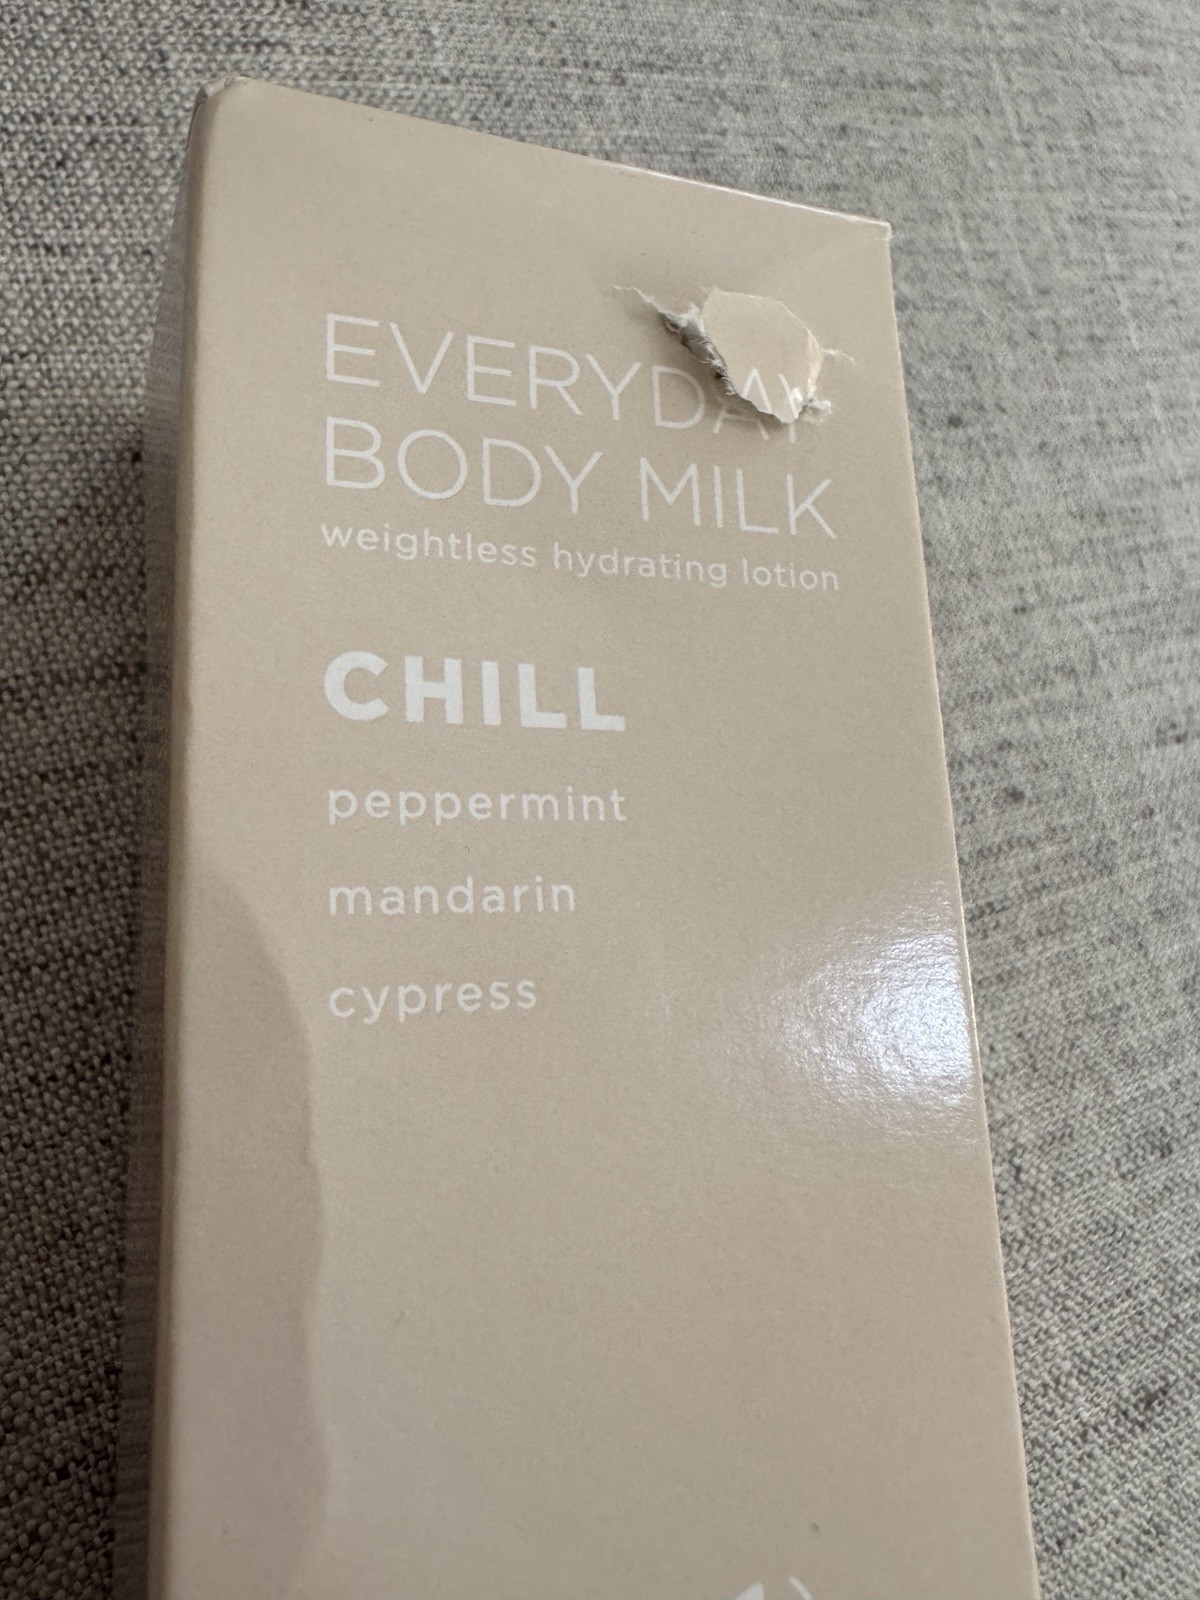 EVERYDAY
BODY MILK
weightless hydrating lotion
CHILL
peppermint
mandarin
cypress